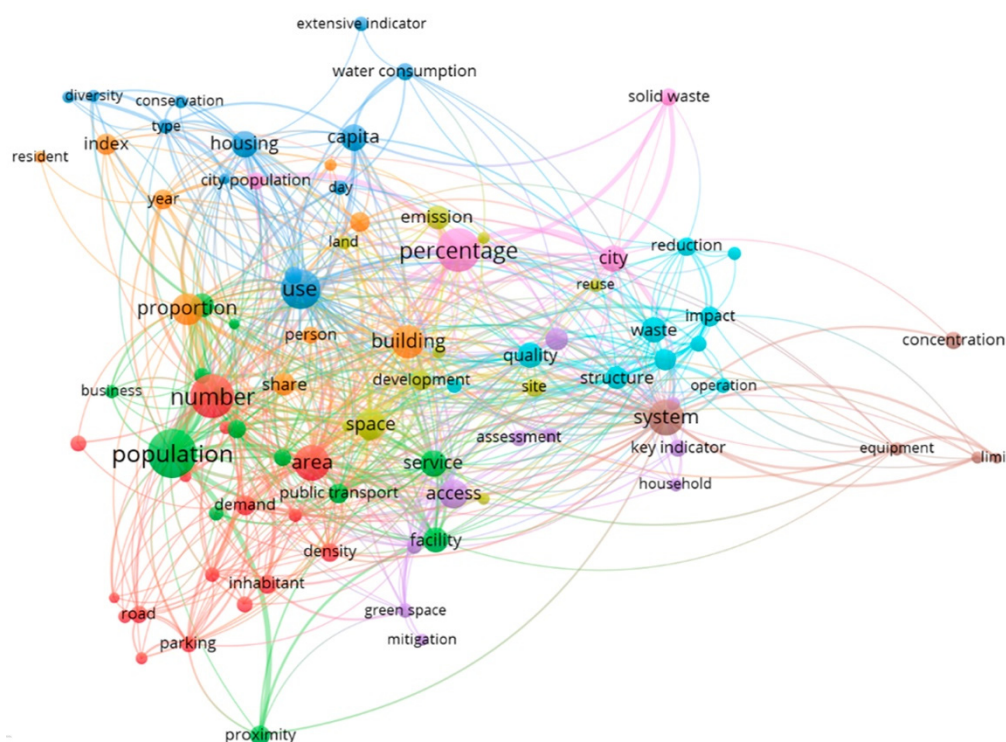 extensive indicator
water consumption
solid waste
diversity
conservation
type
index
housing
capita
resident
city population
day
year
emission
land
percentage
city
reduction
reuse
use
proportion
person
building
waste
impact
concentration
quality
development
structure
share
site
operation
business
number
space
system
assessment
key indicator
equipment
limi
population
area
service
household
public transport
access
demand
facility
density
inhabitant
green space
road
mitigation
parking
proximity